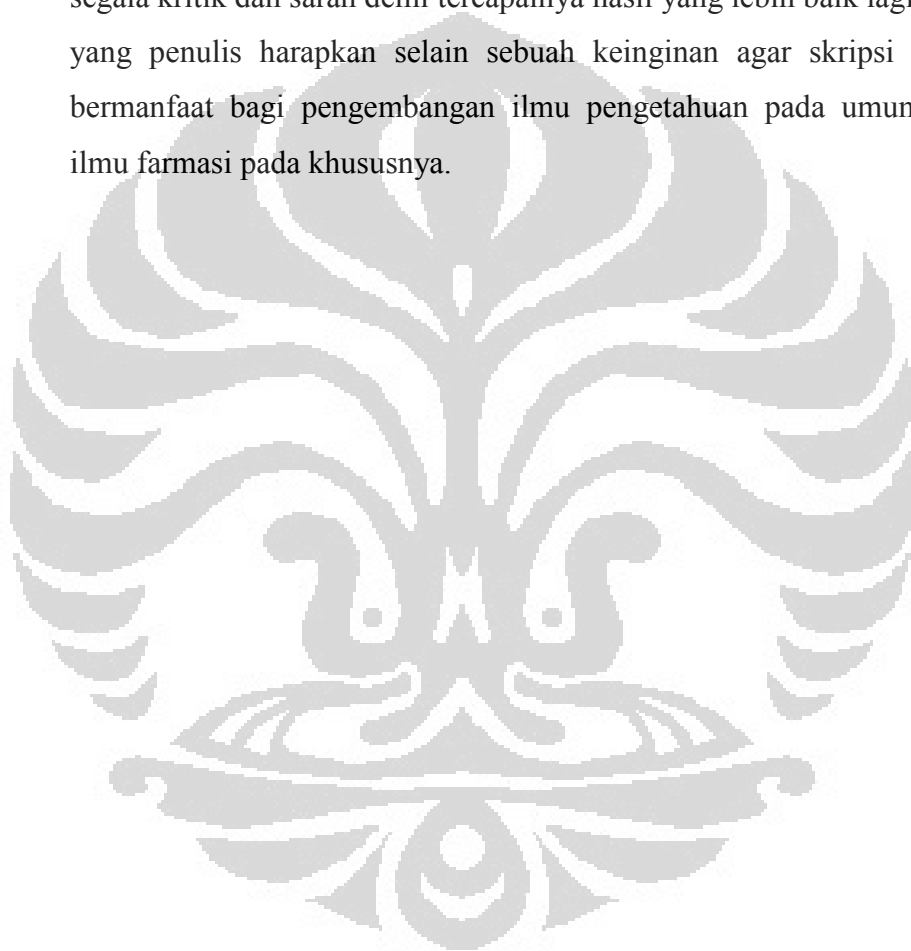 segala kritik dan saran demi tercapainya hasil yang lebih baik lagi
yang penulis harapkan selain sebuah keinginan agar skripsi
bermanfaat bagi pengembangan ilmu pengetahuan pada umum
ilmu farmasi pada khususnya.